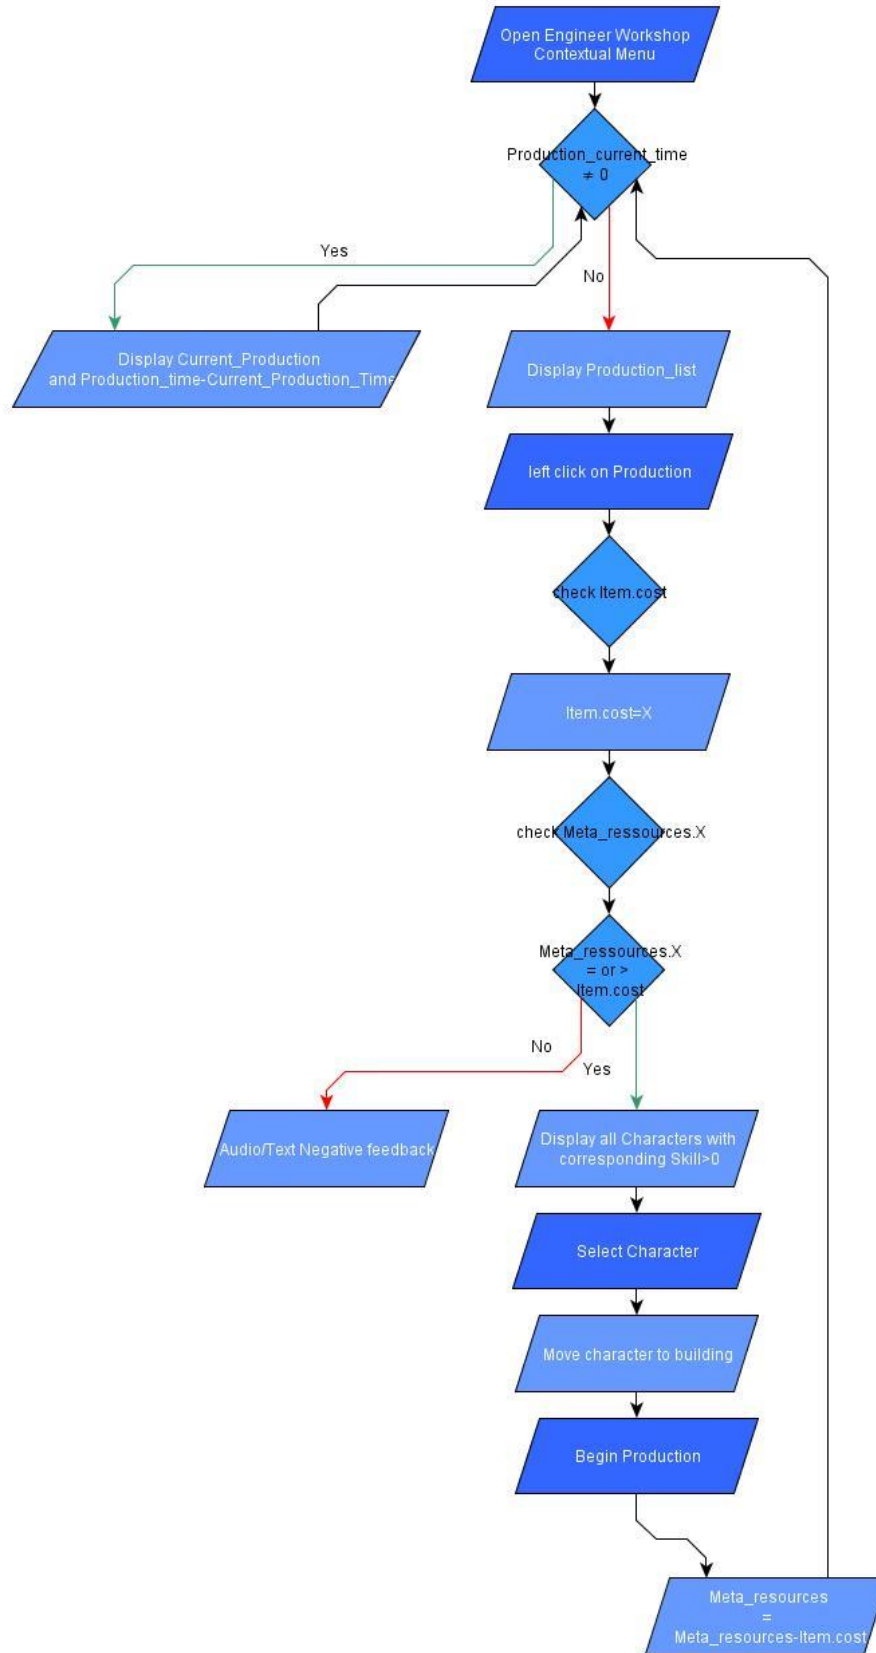 Open Engineer Workshop
Contextual Menu
Production_current_time
≠ 0
Yes
No
Display Current_Production
and Production_time-Current_Production_Time
Display Production_list
left click on Production
check Item.cost
Item.cost=X
check Meta_ressources.X
Meta_ressources.X
= or >
Item.cost
No
Yes
Audio/Text Negative feedback
Display all Characters with
corresponding Skill>0
Select Character
Move character to building
Begin Production
Meta_resources
=
Meta_resources-Item.cost